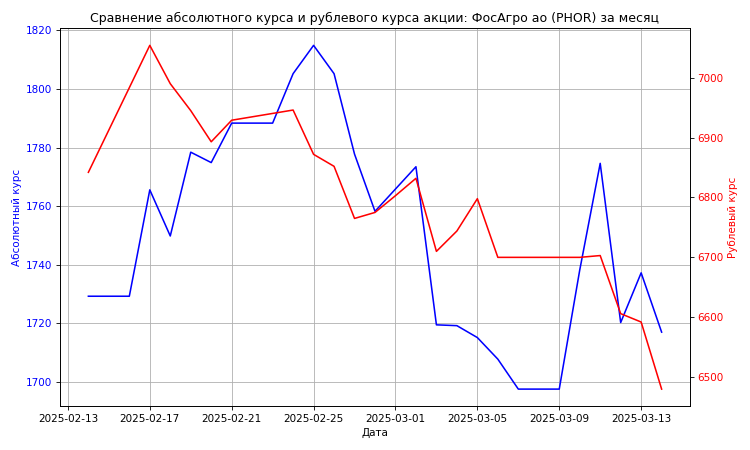 Сравнение абсолютного курса и рублевого курса акции: ФосАгро ао (PHOR) за месяц
Абсолютный курс
1820
1800
1780
1760
1740
1720
1700
7000
6900
6800
6700
6600
6500
Рублевый курс
2025-02-13 2025-02-17 2025-02-21 2025-02-25 2025-03-01 2025-03-05 2025-03-09 2025-03-13
Дата